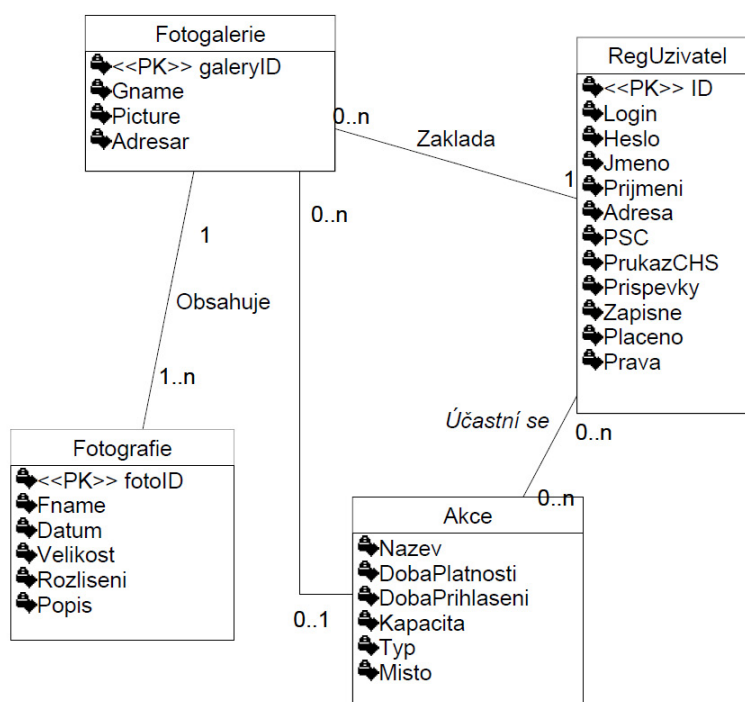 Fotogalerie
<<PK>> galeryID
Gname
Picture
Adresar
RegUzivatel
<<PK>> ID
Login
Heslo
Jmeno
Prijmeni
Adresa
PSC
PrukazCHS
Prispevky
Zapisne
Placeno
Prava
0..n
Zaklada
1
0..n
1
Obsahuje
1..n
Fotografie
<<PK>> fotoID
Fname
Datum
Velikost
Rozliseni
Popis
Účastní se
0..n
0..n
0..1
Akce
Nazev
DobaPlatnosti
DobaPrihlaseni
Kapacita
Typ
Misto